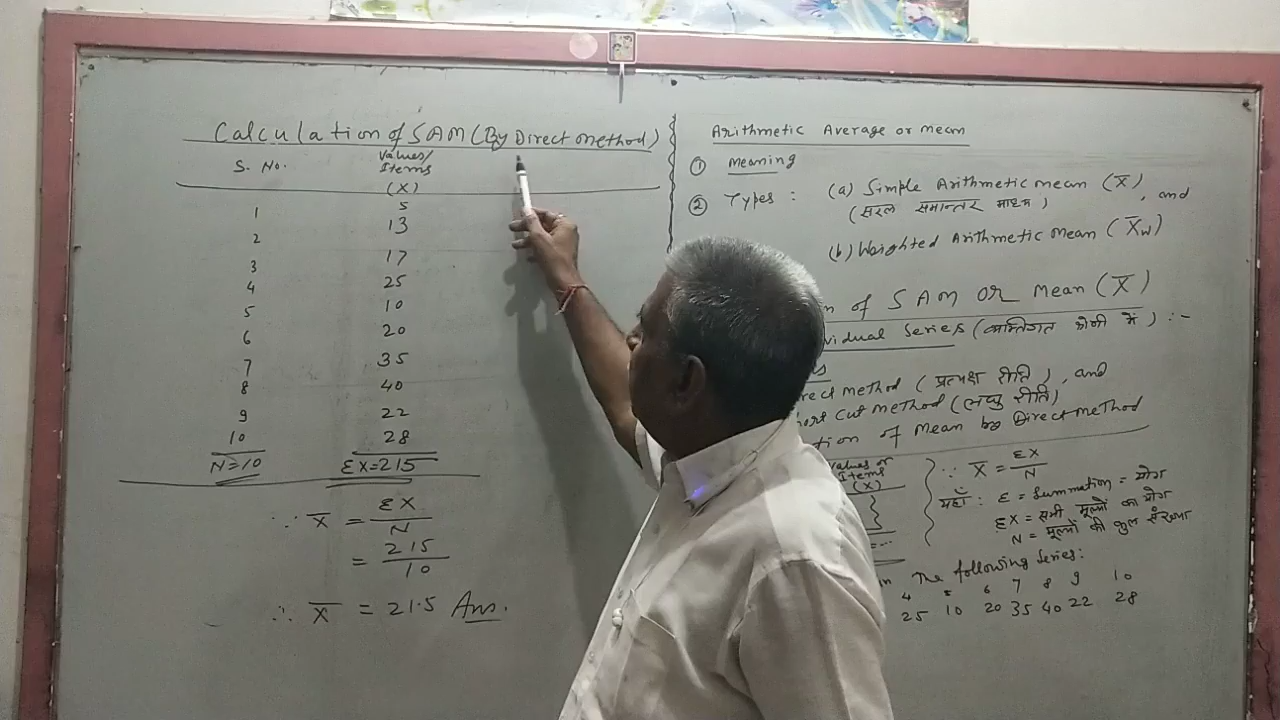 Calculation of SAM (By Direct method)
S. No.
Values/
Items
(X)
1 5
2 13
3 17
4 25
5 10
6 20
7 35
8 40
9 22
10 28
N=10 ΣX=215
∵ X̄ = ΣX / N
= 215 / 10
∴ X̄ = 21.5 Ans.
Arithmetic Average or mean
① Meaning
② Types : (a) Simple Arithmetic mean (X̄), and
(सरल समान्तर माध्य)
(b) Weighted Arithmetic Mean (X̄w)
of SAM or Mean (X̄)
Series (व्यक्तिगत श्रेणी में) :-
method (प्रत्यक्ष रीति), and
cut method (लघु रीति)
of Mean by Direct method
Values or
Items
(X)
∵ X̄ = ΣX / N
यहाँ : Σ = Summation = योग
ΣX = सभी मूल्यों का योग
N = मूल्यों की कुल संख्या
The following Series:
4 5 6 7 8 9 10
25 10 20 35 40 22 28